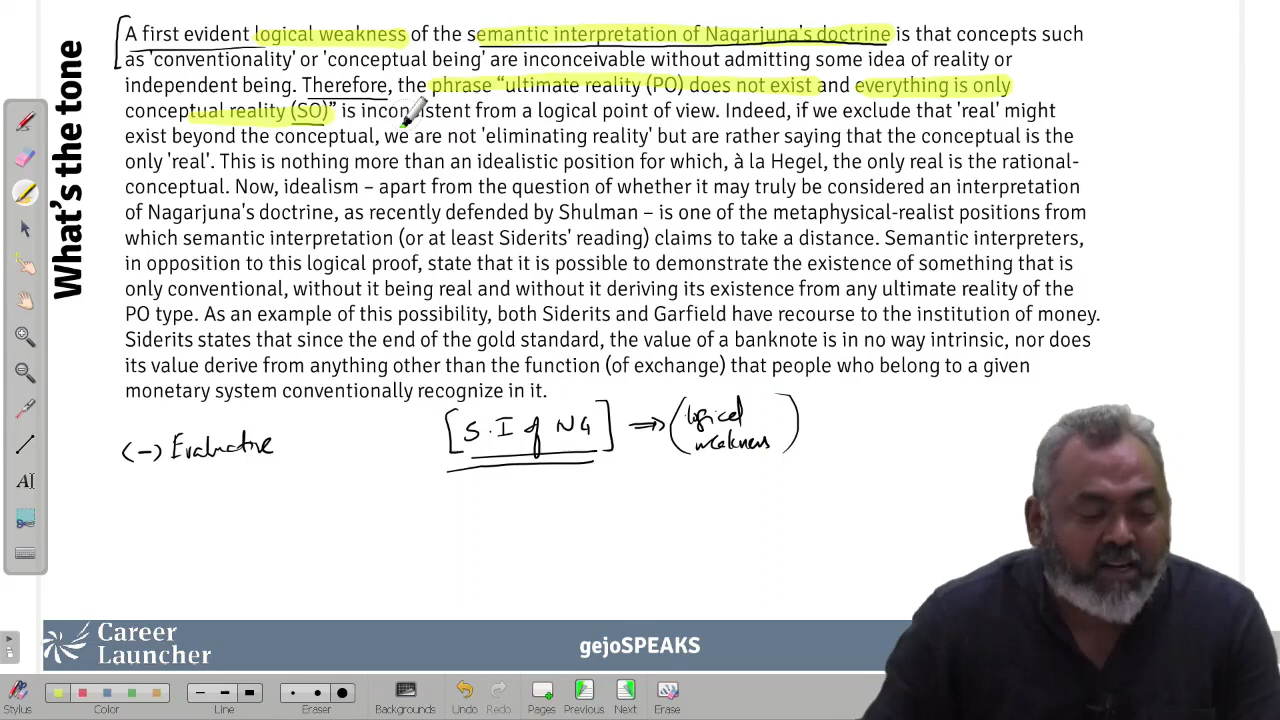 What's the tone
A first evident logical weakness of the semantic interpretation of Nagarjuna's doctrine is that concepts such
as 'conventionality' or 'conceptual being' are inconceivable without admitting some idea of reality or
independent being. Therefore, the phrase “ultimate reality (PO) does not exist and everything is only
conceptual reality (SO)” is inconsistent from a logical point of view. Indeed, if we exclude that 'real' might
exist beyond the conceptual, we are not 'eliminating reality' but are rather saying that the conceptual is the
only 'real'. This is nothing more than an idealistic position for which, à la Hegel, the only real is the rational-
conceptual. Now, idealism – apart from the question of whether it may truly be considered an interpretation
of Nagarjuna's doctrine, as recently defended by Shulman – is one of the metaphysical-realist positions from
which semantic interpretation (or at least Siderits' reading) claims to take a distance. Semantic interpreters,
in opposition to this logical proof, state that it is possible to demonstrate the existence of something that is
only conventional, without it being real and without it deriving its existence from any ultimate reality of the
PO type. As an example of this possibility, both Siderits and Garfield have recourse to the institution of money.
Siderits states that since the end of the gold standard, the value of a banknote is in no way intrinsic, nor does
its value derive from anything other than the function (of exchange) that people who belong to a given
monetary system conventionally recognize in it.
(-) Evaluative
[S.I of NG] ⇒ (logical
weakness)
Career
Launcher
gejoSPEAKS
Stylus Color Line Eraser Backgrounds Undo Redo Pages Previous Next Erase